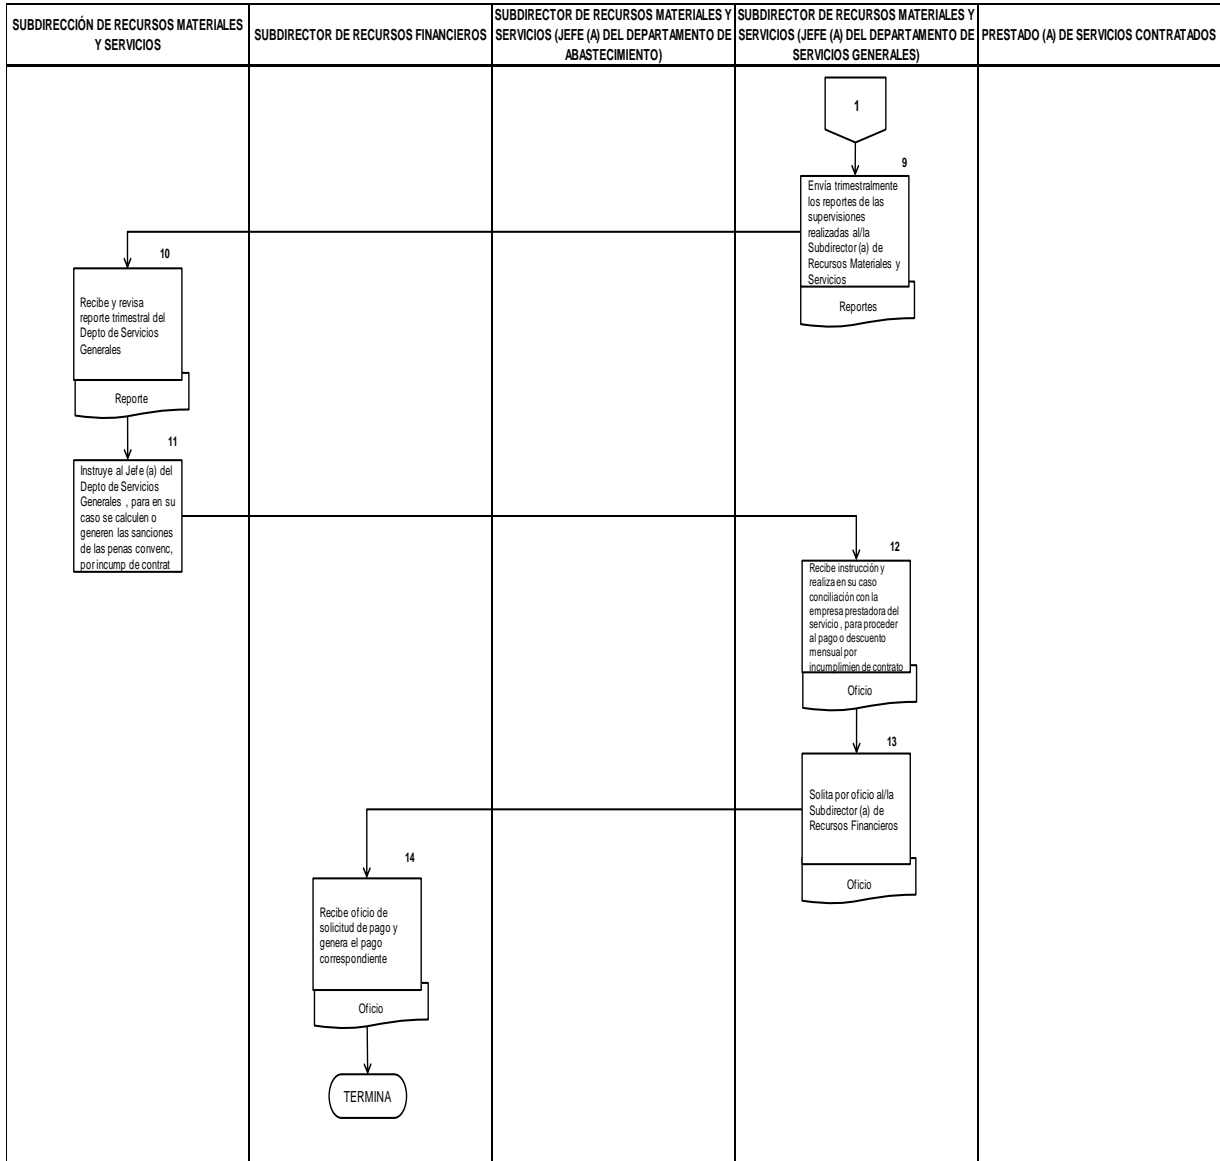 SUBDIRECCIÓN DE RECURSOS MATERIALES
Y SERVICIOS
SUBDIRECTOR DE RECURSOS FINANCIEROS
SUBDIRECTOR DE RECURSOS MATERIALES Y
SERVICIOS (JEFE (A) DEL DEPARTAMENTO DE
ABASTECIMIENTO)
SUBDIRECTOR DE RECURSOS MATERIALES Y
SERVICIOS (JEFE (A) DEL DEPARTAMENTO DE
SERVICIOS GENERALES)
PRESTADO (A) DE SERVICIOS CONTRATADOS
1
9
Envía trimestralmente
los reportes de las
supervisiones
realizadas al/la
Subdirector (a) de
Recursos Materiales y
Servicios
Reportes
10
Recibe y revisa
reporte trimestral del
Depto de Servicios
Generales
Reporte
11
Instruye al Jefe (a) del
Depto de Servicios
Generales , para en su
caso se calculen o
generen las sanciones
de las penas convenc,
por incump de contrat
12
Recibe instrucción y
realiza en su caso
conciliación con la
empresa prestadora del
servicio , para proceder
al pago o descuento
mensual por
incumplimien de contrato
Oficio
13
Solita por oficio al/la
Subdirector (a) de
Recursos Financieros
Oficio
14
Recibe oficio de
solicitud de pago y
genera el pago
correspondiente
Oficio
TERMINA